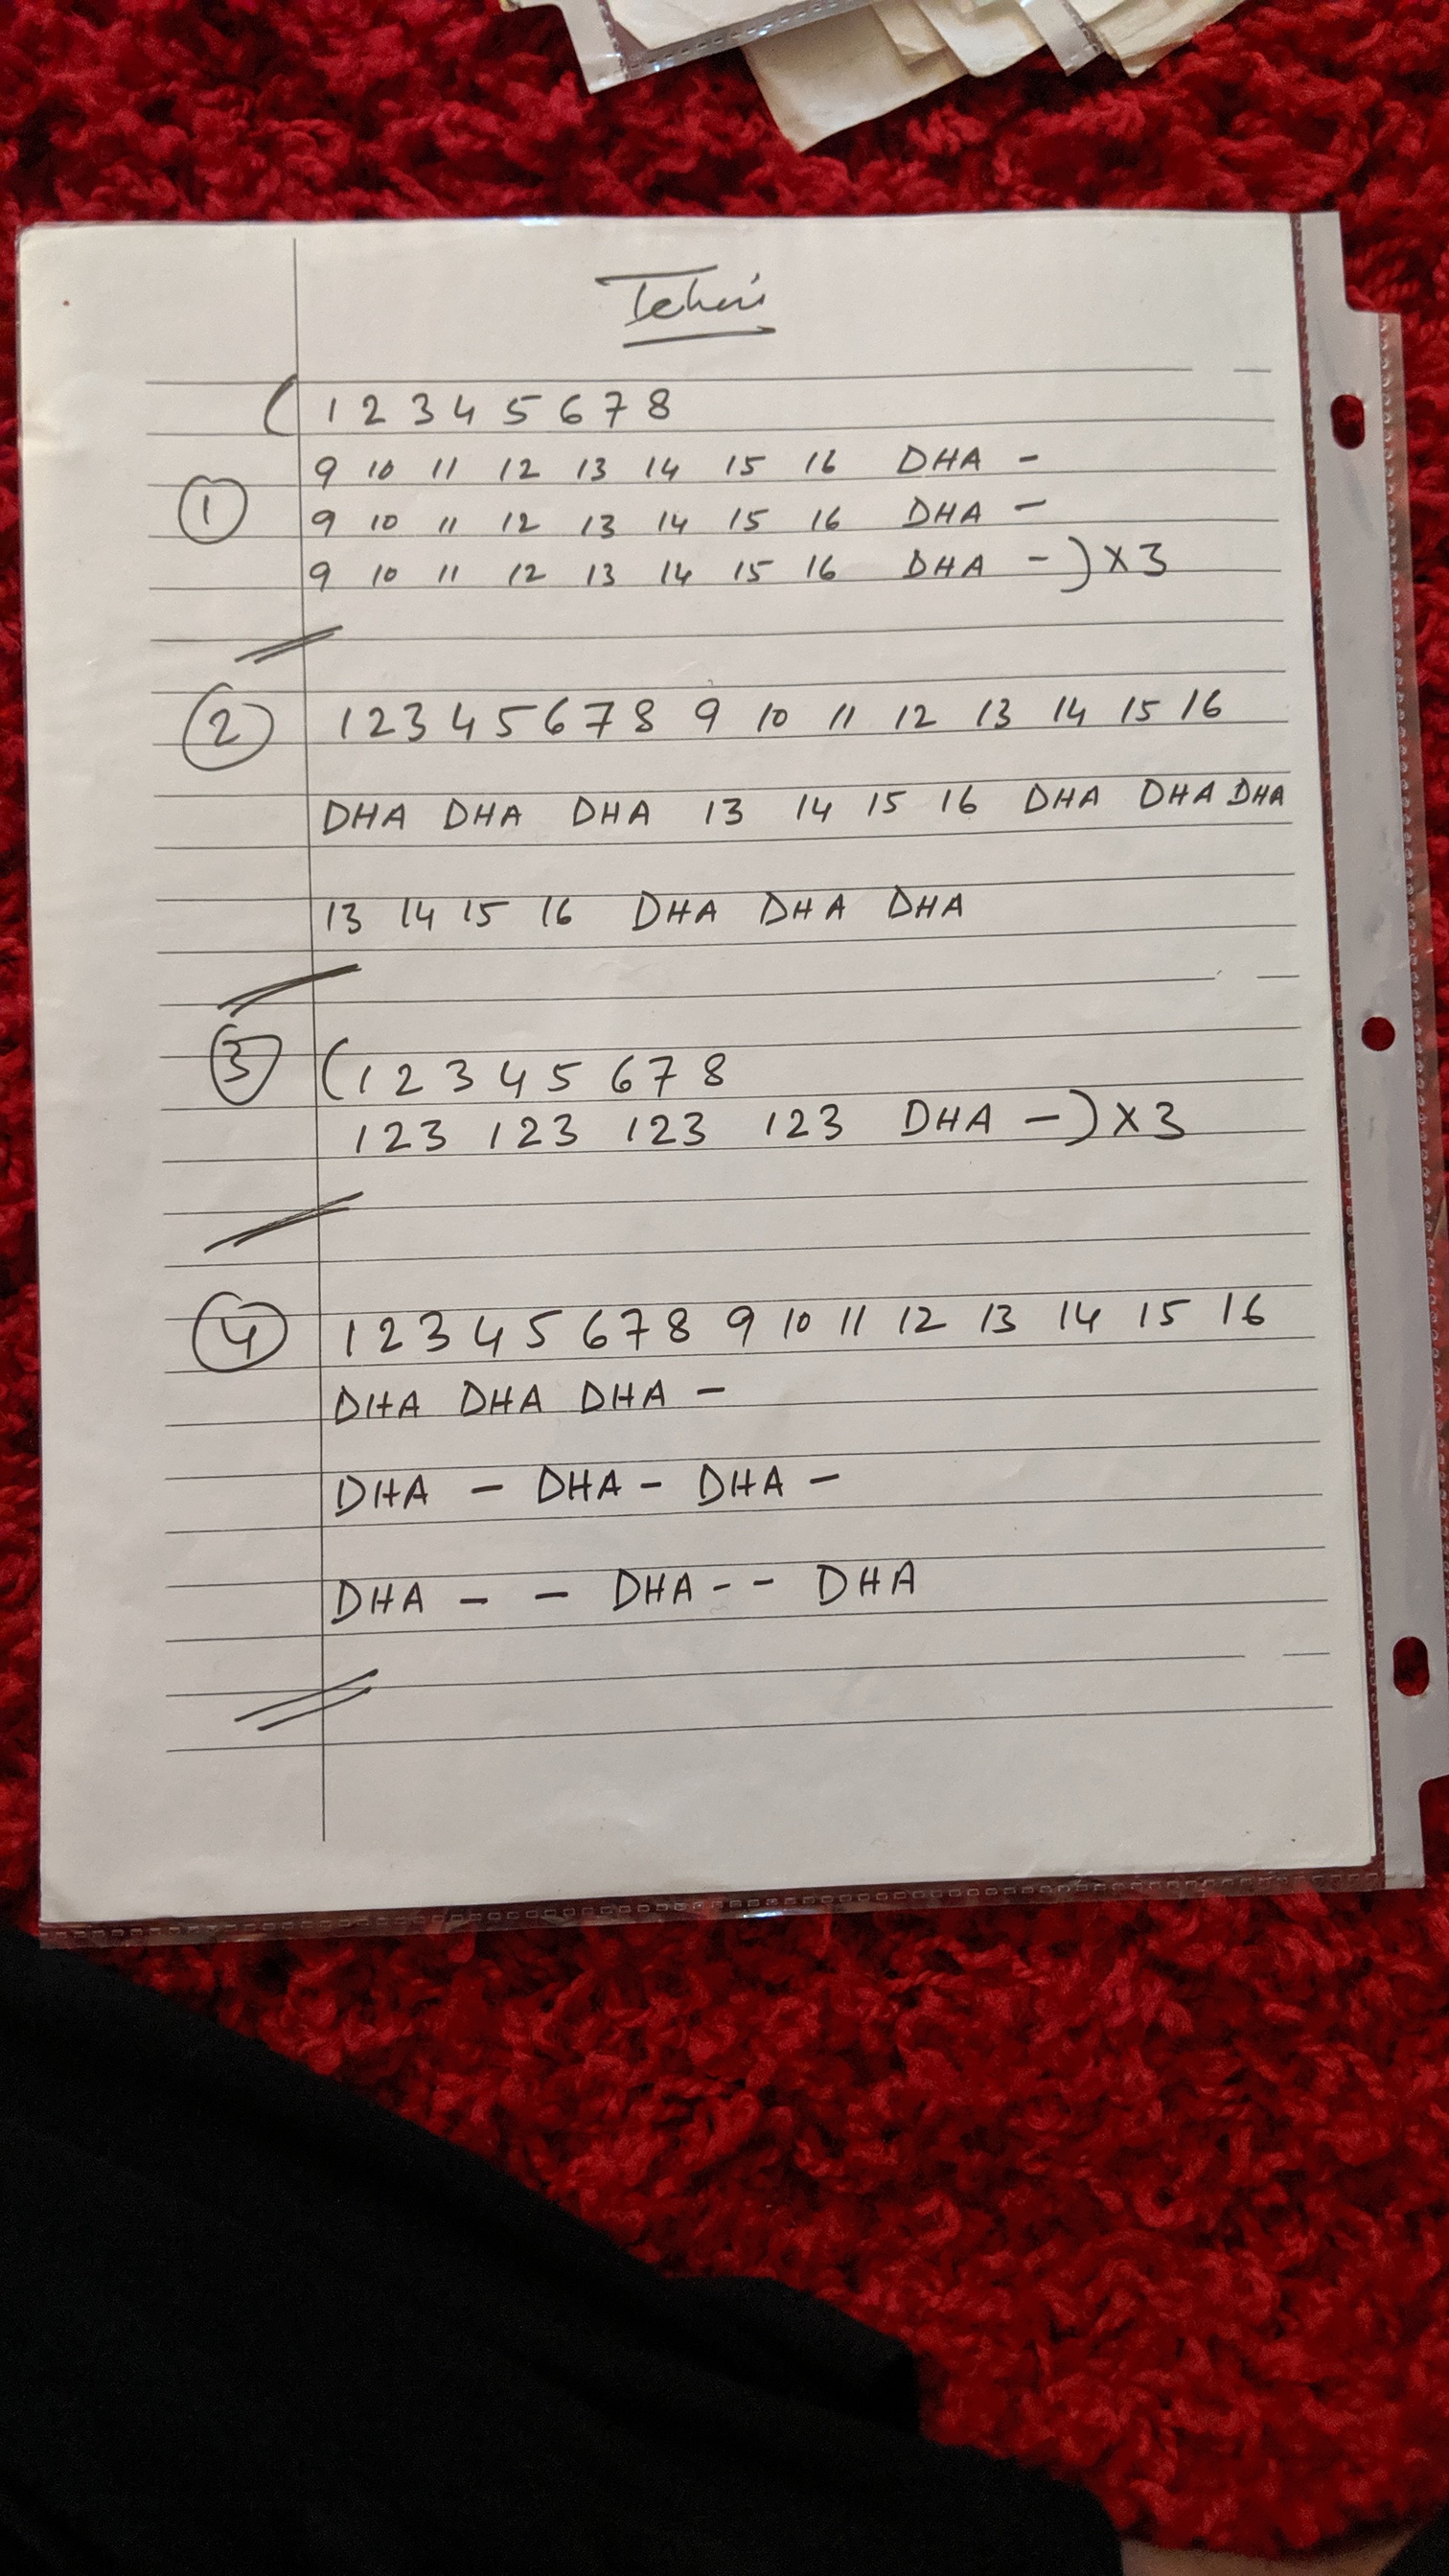 Tehai
( 1 2 3 4 5 6 7 8
9 10 11 12 13 14 15 16 DHA -
① 9 10 11 12 13 14 15 16 DHA -
9 10 11 12 13 14 15 16 DHA - ) x 3
② 1 2 3 4 5 6 7 8 9 10 11 12 13 14 15 16
DHA DHA DHA 13 14 15 16 DHA DHA DHA
13 14 15 16 DHA DHA DHA
③ ( 1 2 3 4 5 6 7 8
123 123 123 123 DHA - ) x 3
④ 1 2 3 4 5 6 7 8 9 10 11 12 13 14 15 16
DHA DHA DHA -
DHA - DHA - DHA -
DHA - - DHA - - DHA